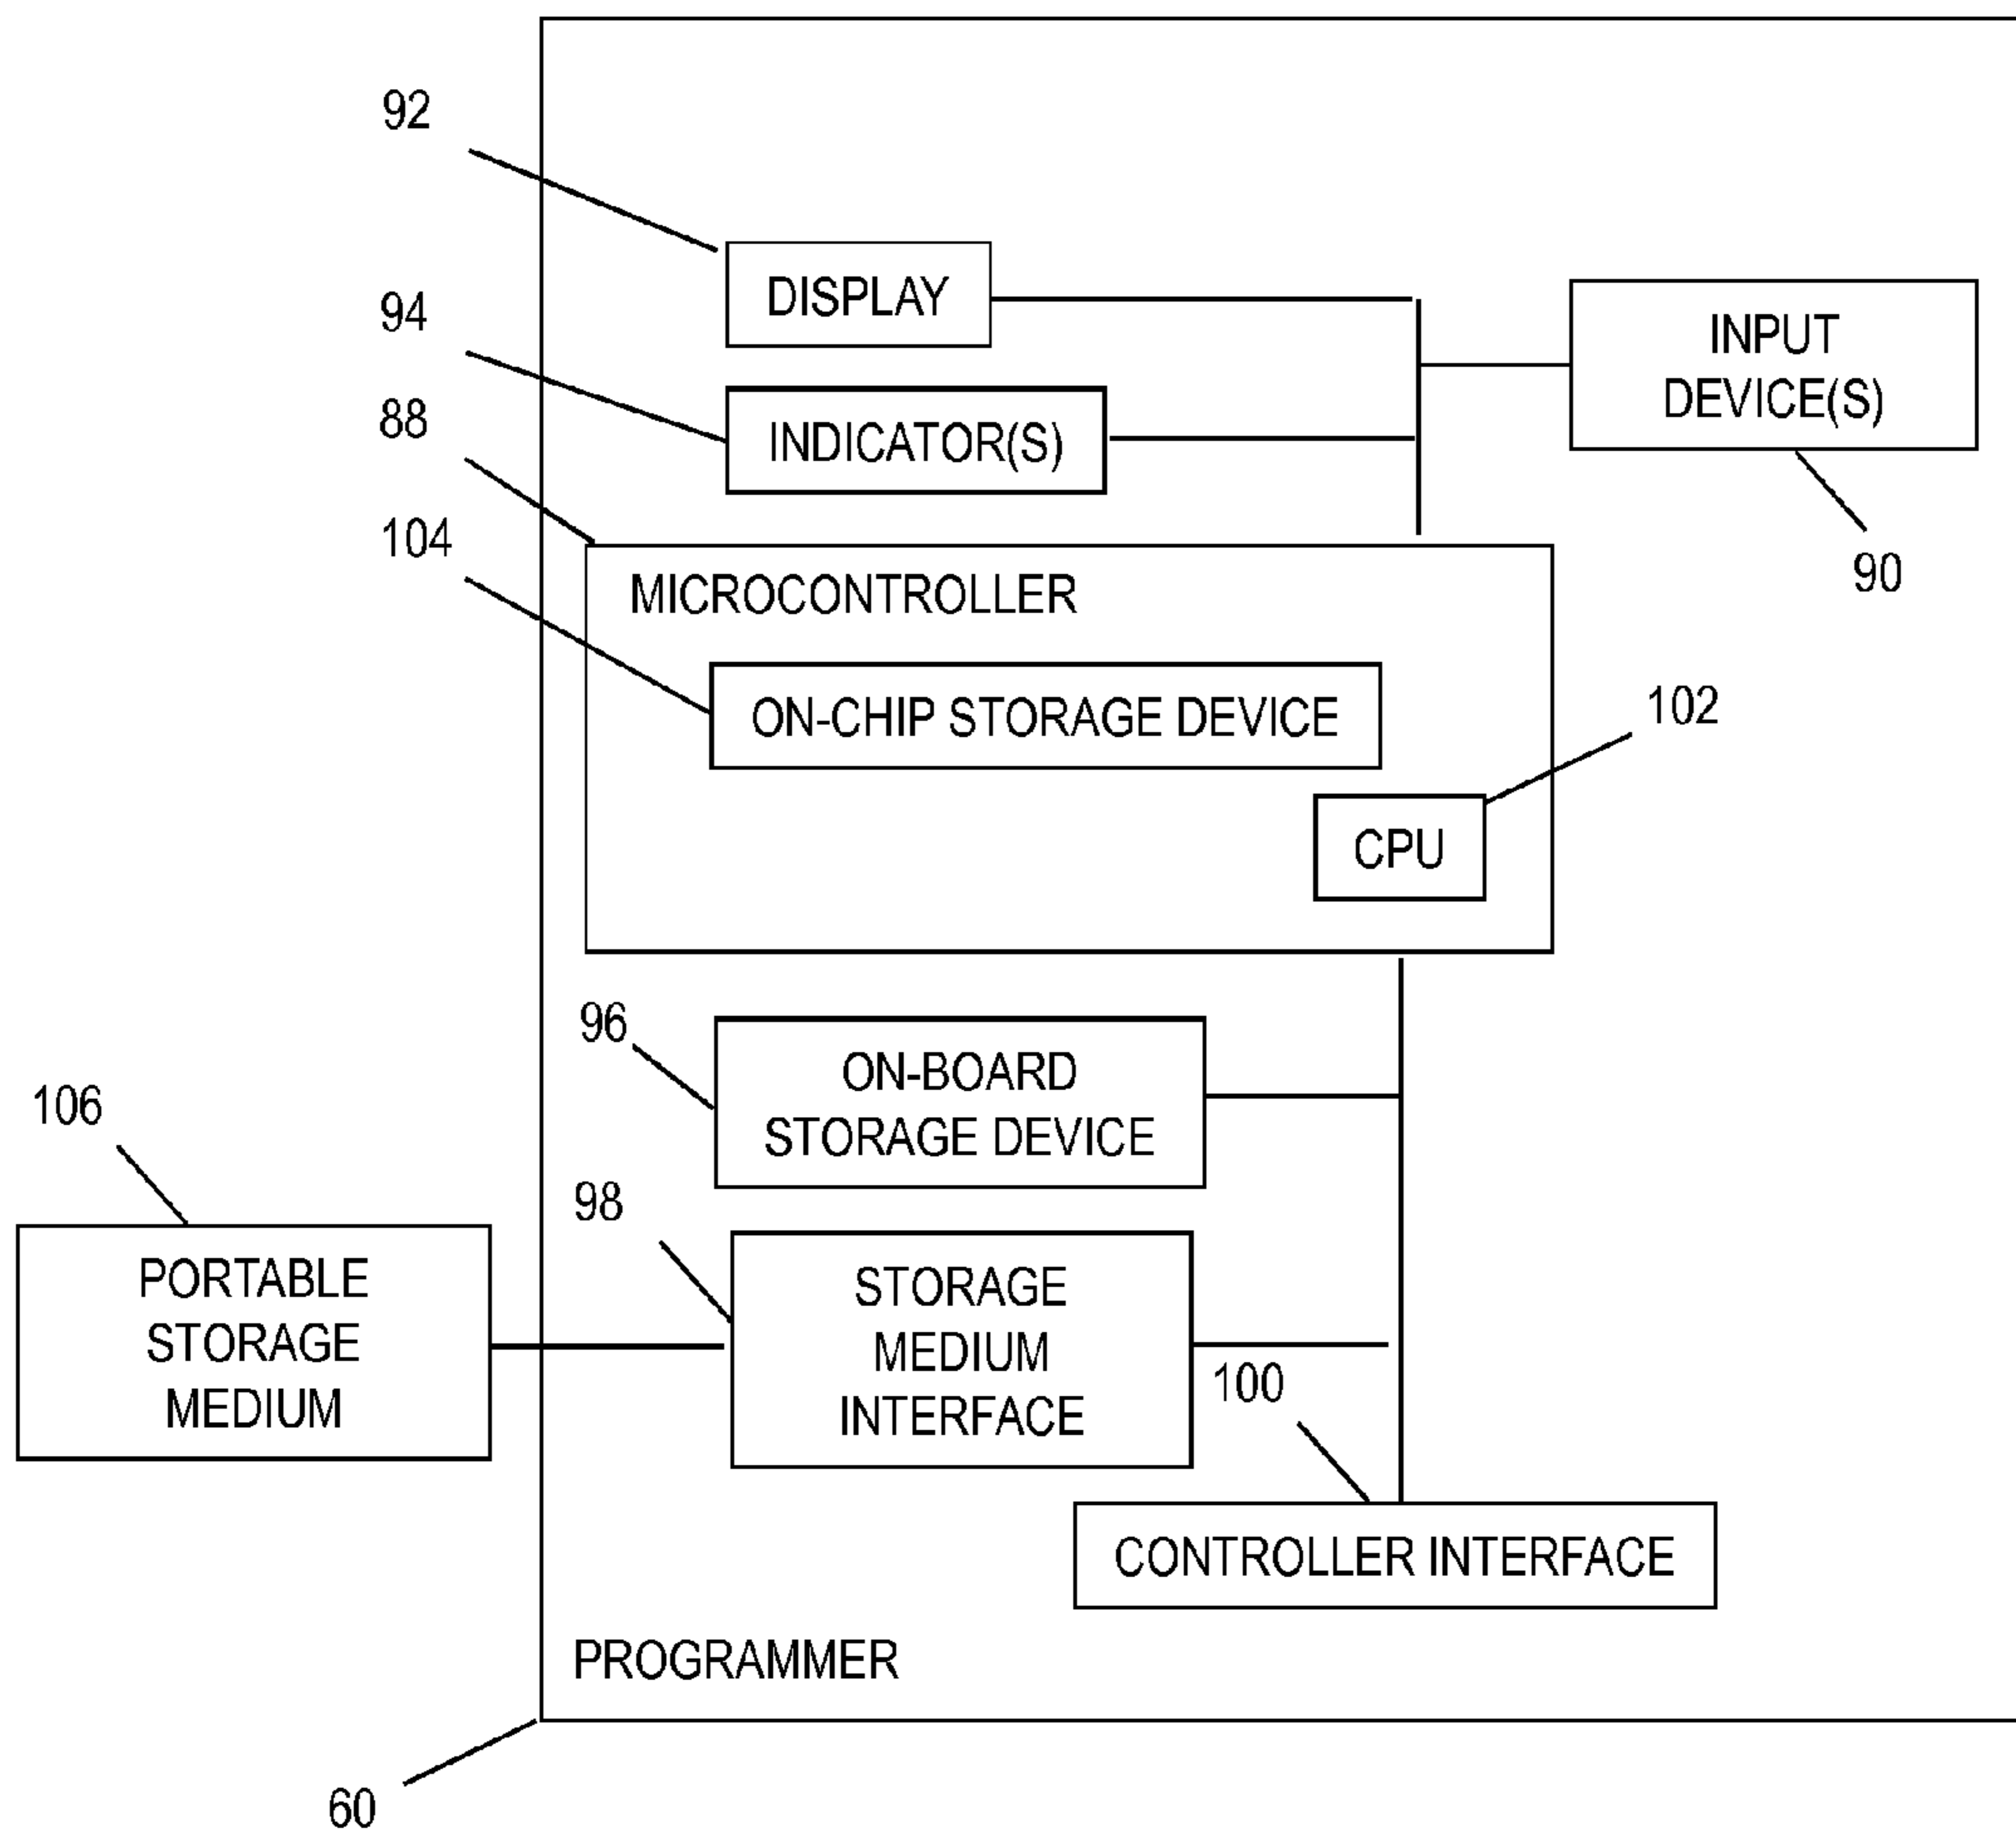 92
DISPLAY
94
INPUT
DEVICE(S)
88
INDICATOR(S)
104
90
MICROCONTROLLER
ON-CHIP STORAGE DEVICE
102
CPU
96
ON-BOARD
STORAGE DEVICE
106
98
PORTABLE
STORAGE
MEDIUM
STORAGE
MEDIUM
INTERFACE
100
CONTROLLER INTERFACE
PROGRAMMER
60